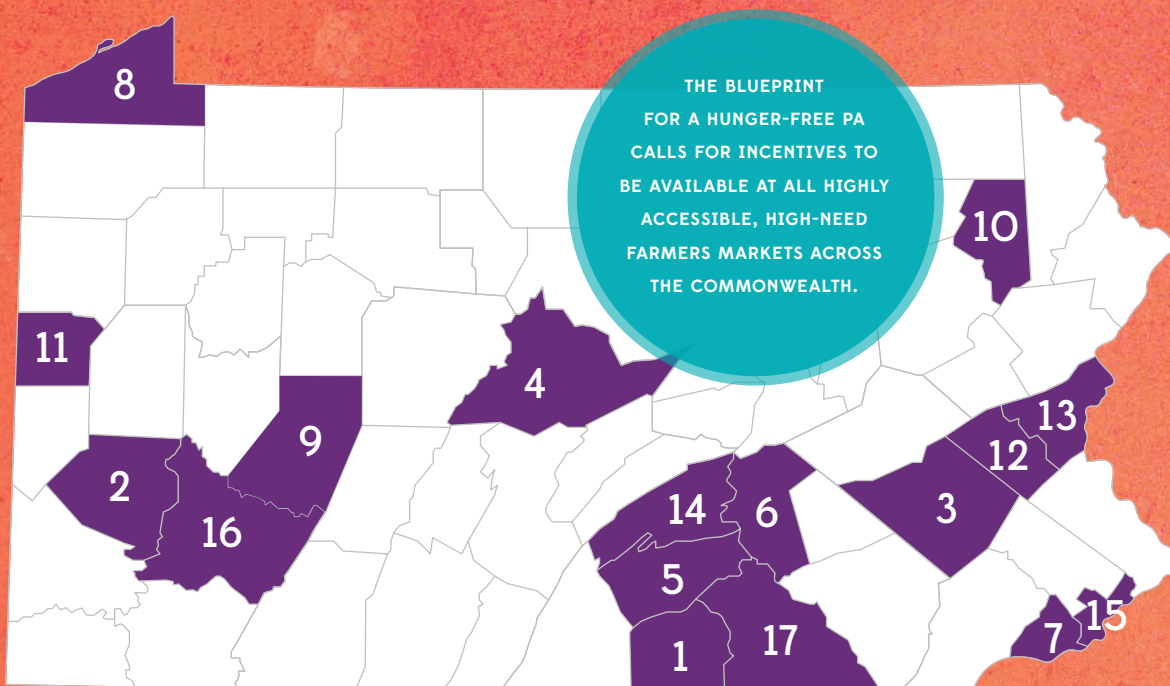 8
THE BLUEPRINT
FOR A HUNGER-FREE PA
CALLS FOR INCENTIVES TO
BE AVAILABLE AT ALL HIGHLY
ACCESSIBLE, HIGH-NEED
FARMERS MARKETS ACROSS
THE COMMONWEALTH.
10
11
4
13
9
12
2
3
14
6
16
5
15
7
17
1